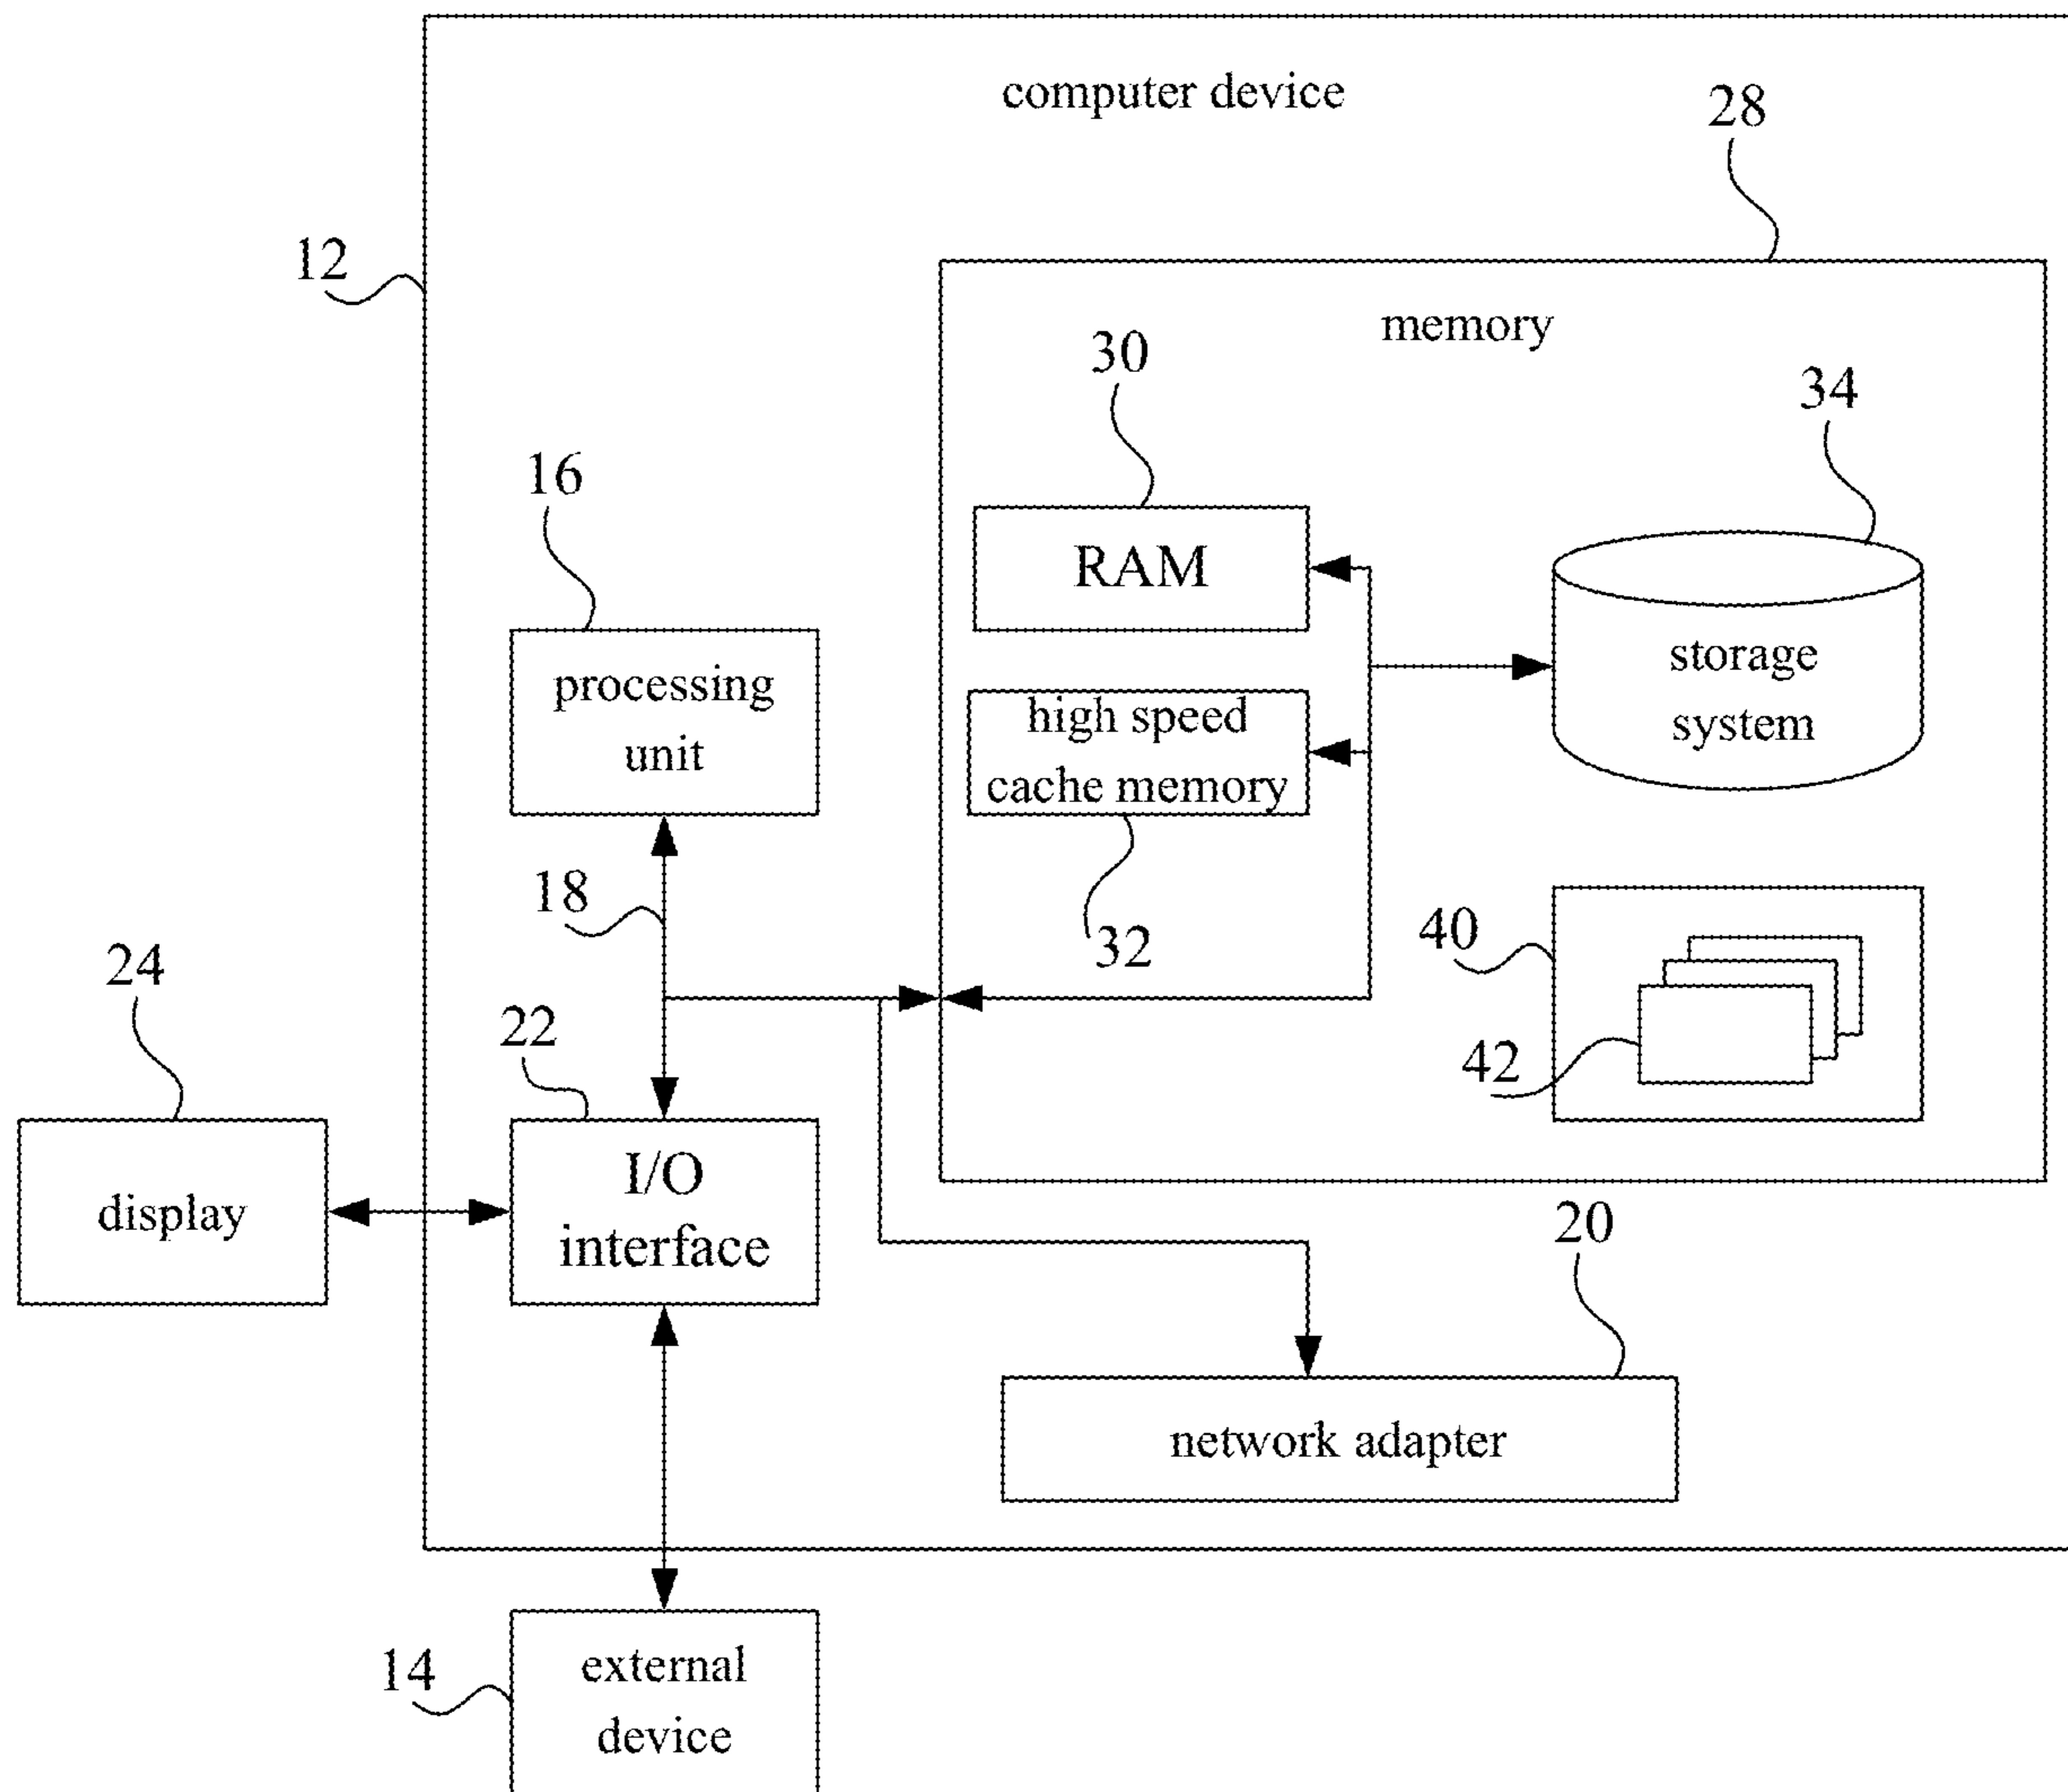 computer device
28
12
memory
30
34
16
RAM
processing
unit
storage
system
high speed
cache memory
18
32
40
24
22
42
I/O
interface
display
20
network adapter
14
external
device